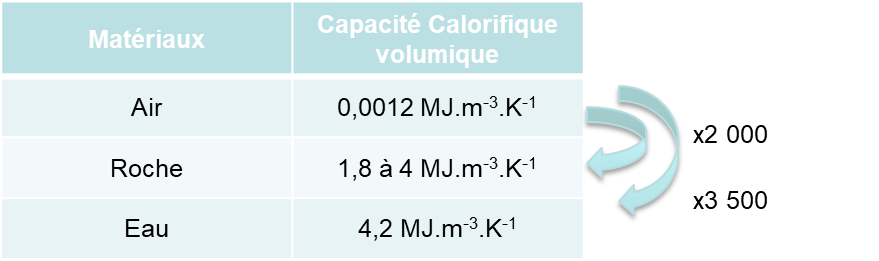 Matériaux
Capacité Calorifique
volumique
Air
0,0012 MJ.m-3.K-1
x2 000
Roche
1,8 à 4 MJ.m-3.K-1
x3 500
Eau
4,2 MJ.m-3.K-1